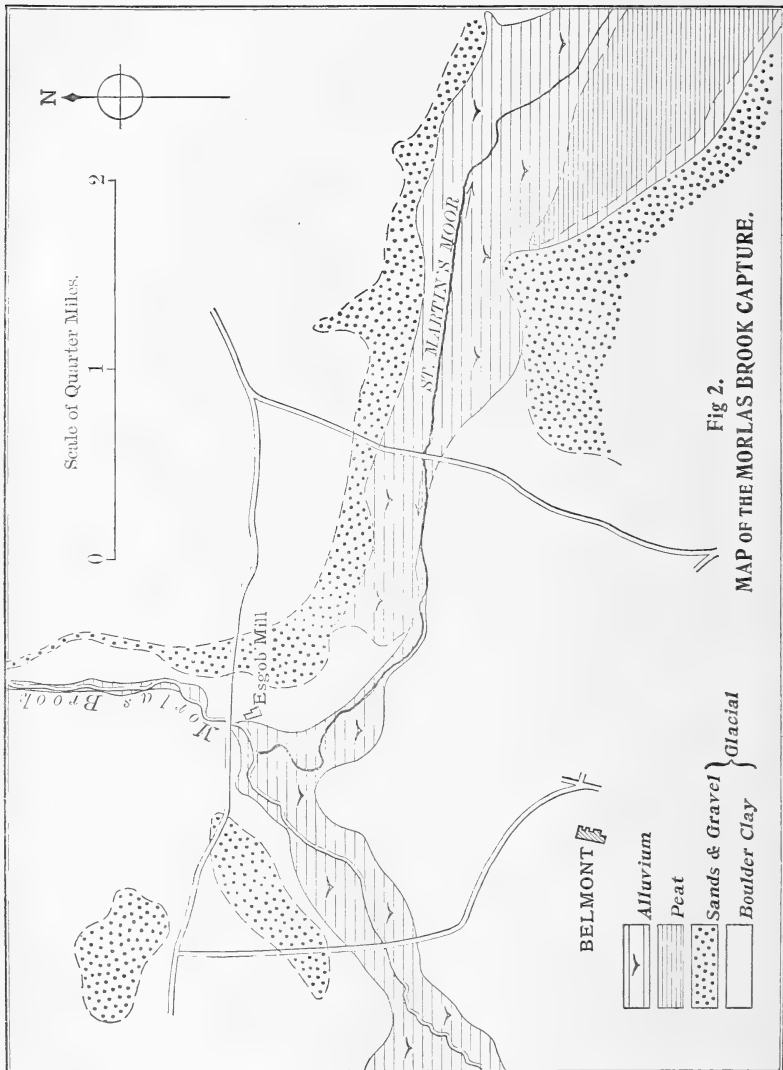 N
Scale of Quarter Miles.
0 1 2
Morlas Brook
Esgob Mill
ST. MARTIN'S MOOR
BELMONT
Alluvium
Peat
Sands & Gravel
Boulder Clay
Glacial
Fig 2.
MAP OF THE MORLAS BROOK CAPTURE.